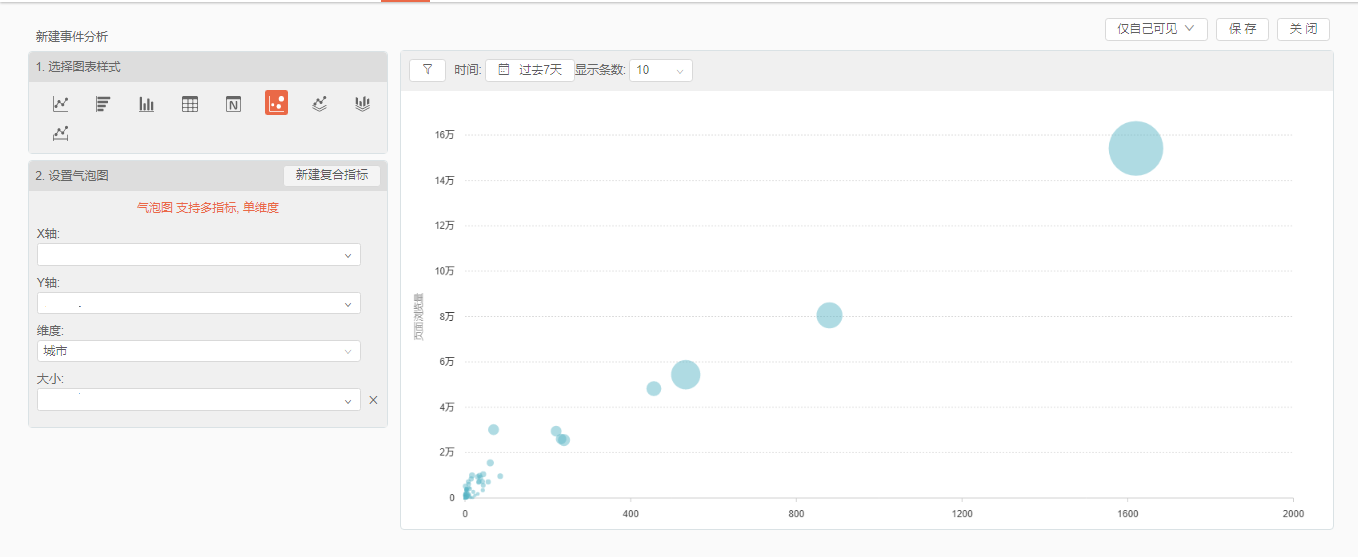 新建事件分析
仅自己可见
保 存
关 闭
1. 选择图表样式
时间:
过去7天
显示条数:
10
N
2. 设置气泡图
新建复合指标
气泡图 支持多指标, 单维度
X轴:
Y轴:
维度:
城市
大小:
页面浏览量
16万
14万
12万
10万
8万
6万
4万
2万
0
0
400
800
1200
1600
2000